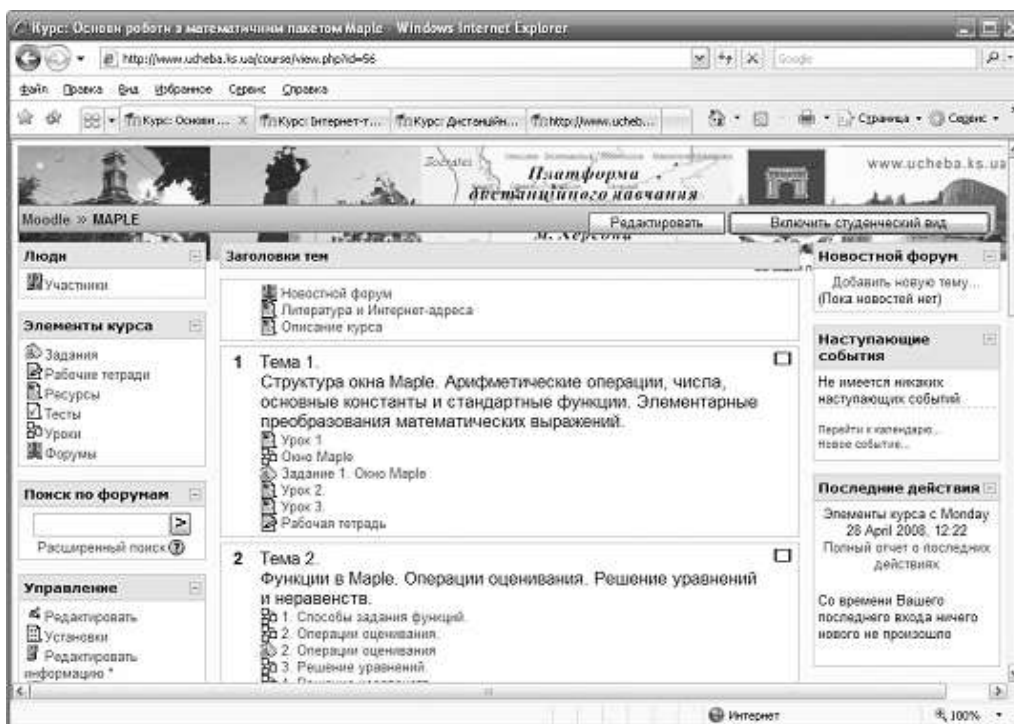 Курс: Основи роботи з математичним пакетом Maple - Windows Internet Explorer
http://www.ucheba.ks.ua/course/view.php?id=56
Google
Файл Правка Вид Избранное Сервис Справка
Курс: Основи ...
Курс: Інтернет-т...
Курс: Дистанційн...
http://www.ucheb...
Страница
Сервис
Socrates
Платформа
дистанційного навчання
м. Херсона
www.ucheba.ks.ua
Moodle » MAPLE
Редактировать
Включить студенческий вид
Люди
Участники
Элементы курса
Задания
Рабочие тетради
Ресурсы
Тесты
Уроки
Форумы
Поиск по форумам
>
Расширенный поиск ?
Управление
Редактировать
Установки
Редактировать
информацию *
Заголовки тем
Новостной форум
Литература и Интернет-адреса
Описание курса
1 Тема 1.
Структура окна Maple. Арифметические операции, числа,
основные константы и стандартные функции. Элементарные
преобразования математических выражений.
Урок 1
Окно Maple
Задание 1. Окно Maple
Урок 2.
Урок 3.
Рабочая тетрадь
2 Тема 2.
Функции в Maple. Операции оценивания. Решение уравнений
и неравенств.
1. Способы задания функций.
2. Операции оценивания.
2. Операции оценивания
3. Решение уравнений.
Новостной форум
Добавить новую тему...
(Пока новостей нет)
Наступающие
события
Не имеется никаких
наступающих событий
Перейти к календарю...
Новое событие...
Последние действия
Элементы курса с Monday
28 April 2008, 12:22
Полный отчет о последних
действиях
Со времени Вашего
последнего входа ничего
нового не произошло
Интернет
100%